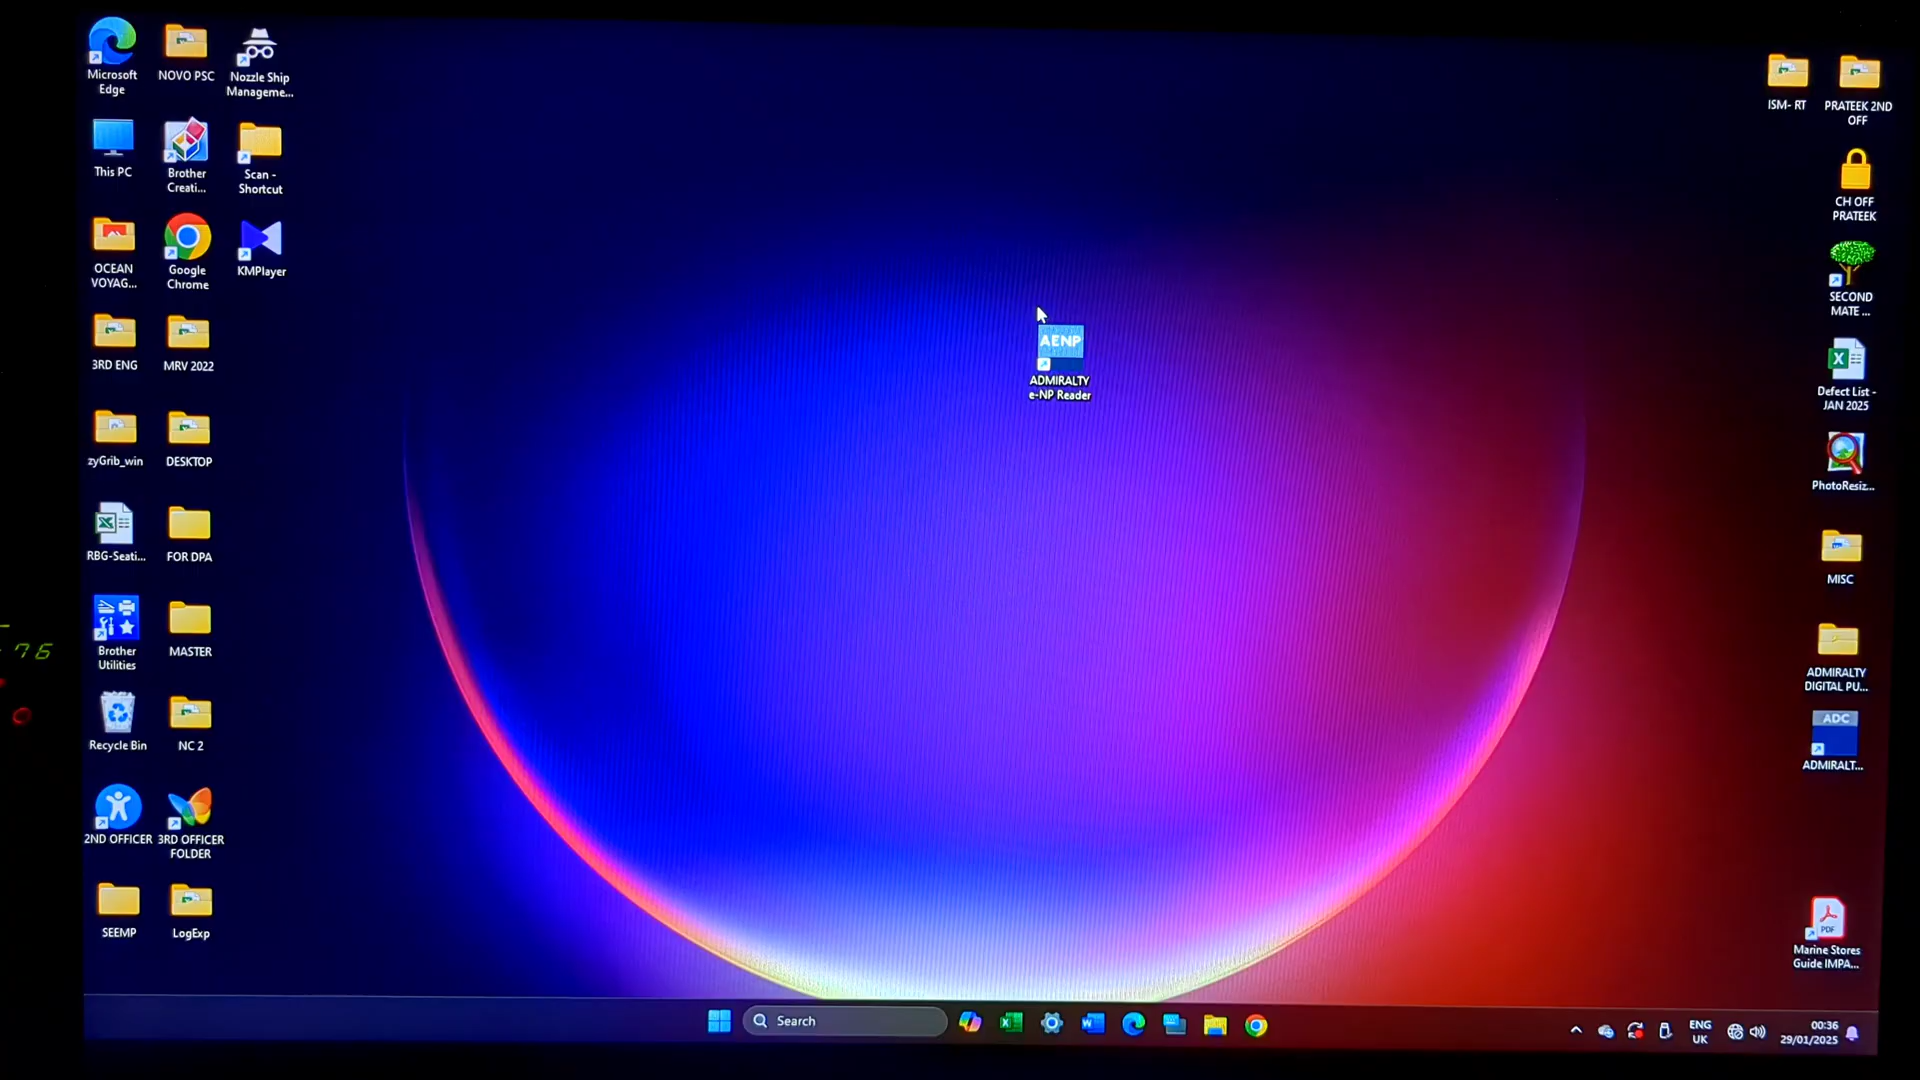 Microsoft
Edge
NOVO PSC
Nozzle Ship
Manageme...
This PC
Brother
Creati...
Scan -
Shortcut
OCEAN
VOYAG...
Google
Chrome
KMPlayer
3RD ENG
MRV 2022
zyGrib_win
DESKTOP
RBG-Seati...
FOR DPA
Brother
Utilities
MASTER
Recycle Bin
NC 2
2ND OFFICER
3RD OFFICER
FOLDER
SEEMP
LogExp
AENP
ADMIRALTY
e-NP Reader
ISM- RT
PRATEEK 2ND
OFF
CH OFF
PRATEEK
SECOND
MATE ...
Defect List -
JAN 2025
PhotoResiz...
MISC
ADMIRALTY
DIGITAL PU...
ADC
ADMIRALT...
PDF
Marine Stores
Guide IMPA...
76
Search
ENG
UK
00:36
29/01/2025